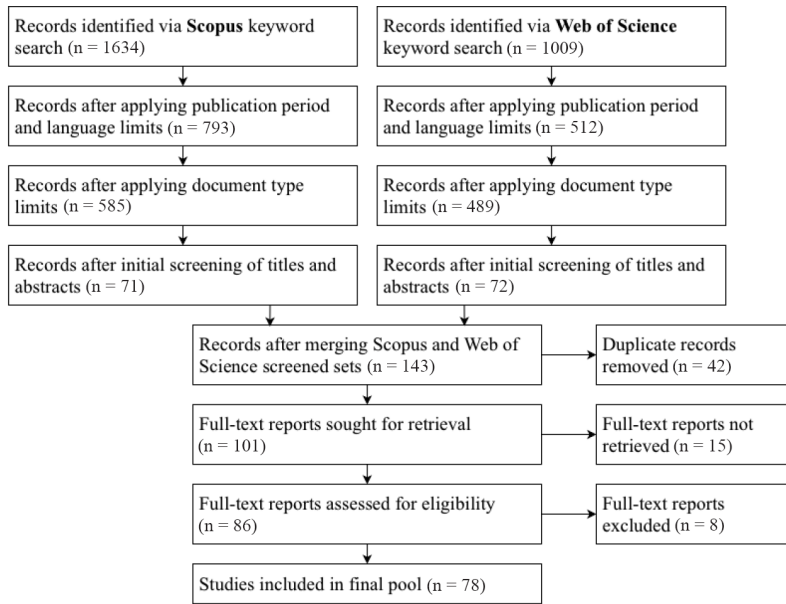 Records identified via Scopus keyword
search (n = 1634)
Records identified via Web of Science
keyword search (n = 1009)
Records after applying publication period
and language limits (n = 793)
Records after applying publication period
and language limits (n = 512)
Records after applying document type
limits (n = 585)
Records after applying document type
limits (n = 489)
Records after initial screening of titles and
abstracts (n = 71)
Records after initial screening of titles and
abstracts (n = 72)
Records after merging Scopus and Web of
Science screened sets (n = 143)
Duplicate records
removed (n = 42)
Full-text reports sought for retrieval
(n = 101)
Full-text reports not
retrieved (n = 15)
Full-text reports assessed for eligibility
(n = 86)
Full-text reports
excluded (n = 8)
Studies included in final pool (n = 78)